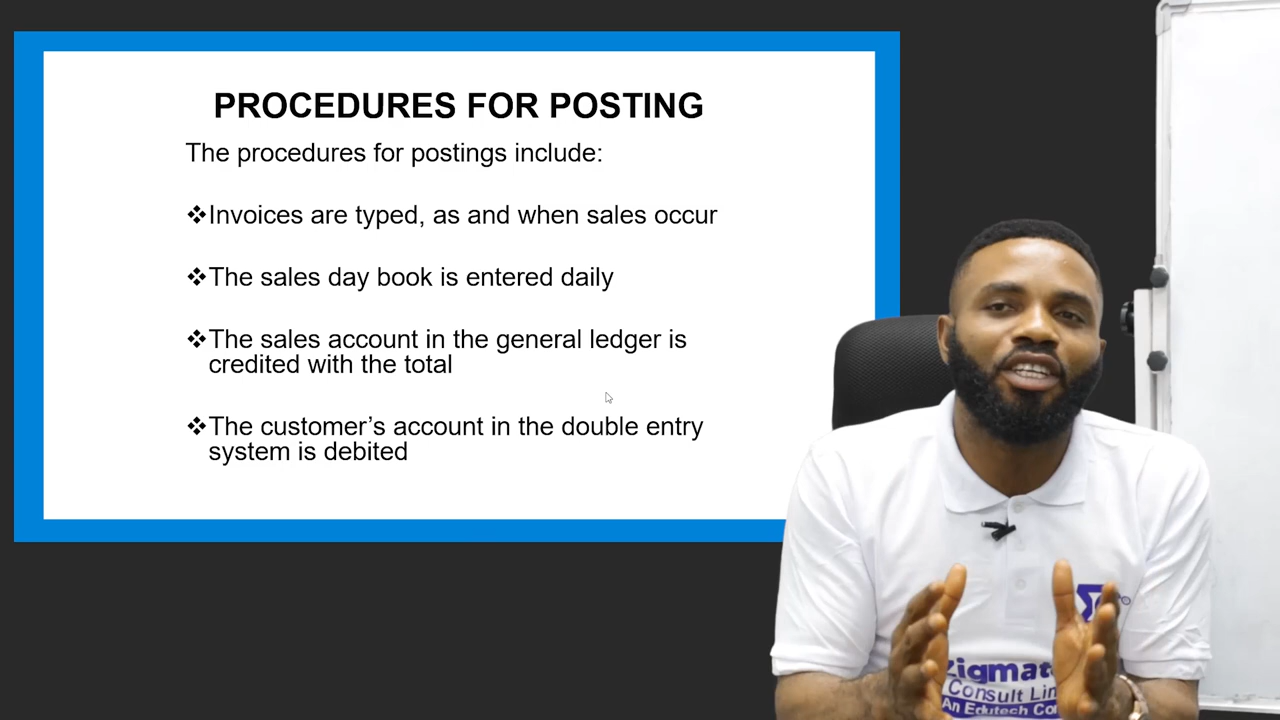 PROCEDURES FOR POSTING
The procedures for postings include:
❖Invoices are typed, as and when sales occur
❖The sales day book is entered daily
❖The sales account in the general ledger is
credited with the total
❖The customer’s account in the double entry
system is debited
Consult
An Edutech